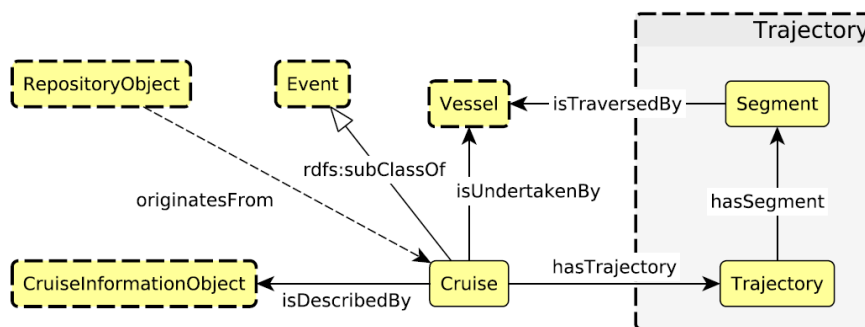 Trajectory
RepositoryObject
Event
Vessel
isTraversedBy
Segment
rdfs:subClassOf
originatesFrom
isUndertakenBy
hasSegment
CruiseInformationObject
isDescribedBy
Cruise
hasTrajectory
Trajectory